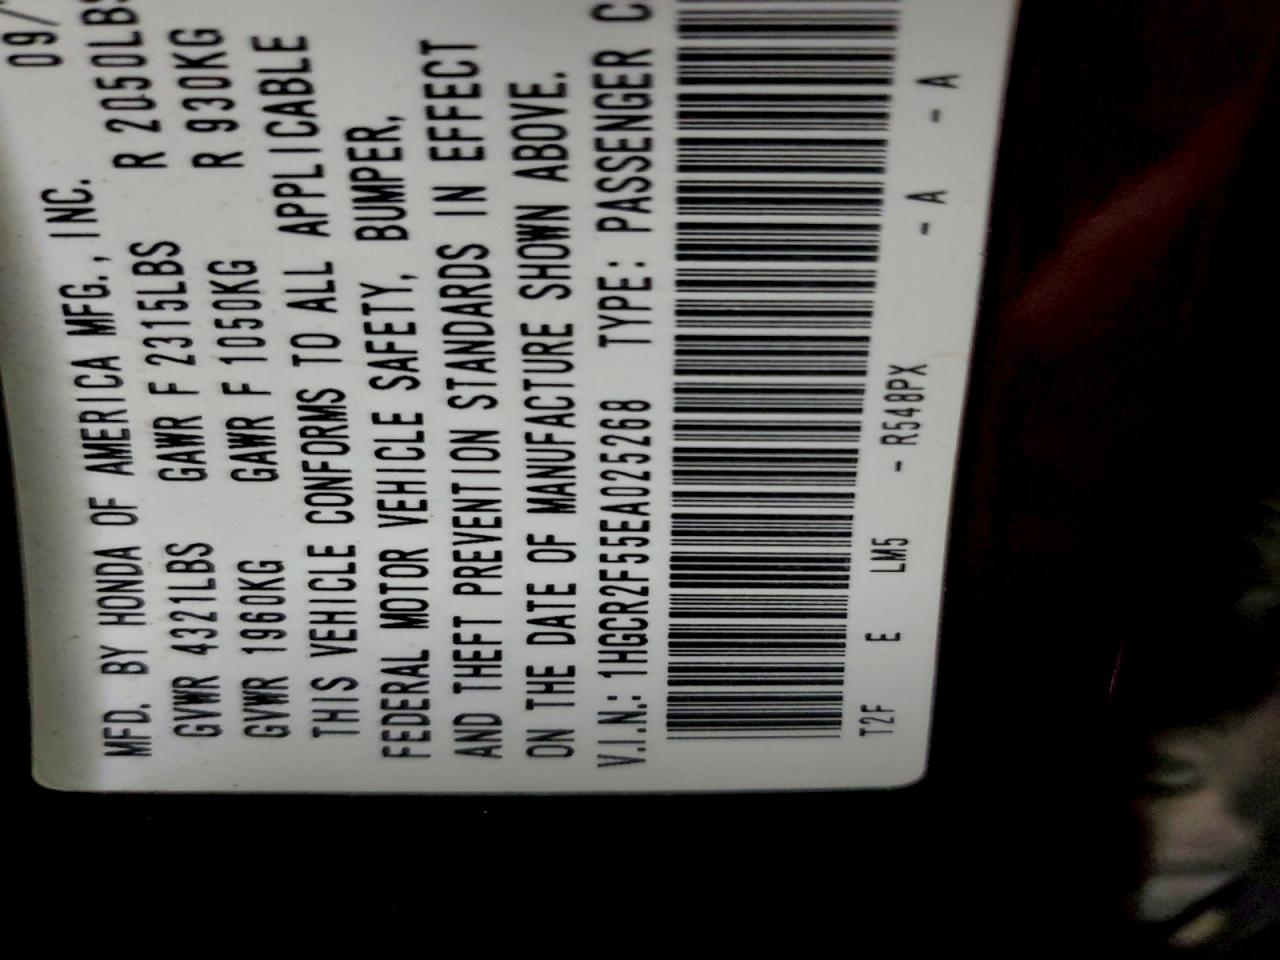 09/
MFD. BY HONDA OF AMERICA MFG., INC.
GVWR 4321LBS GAWR F 2315LBS R 2050LBS
GVWR 1960KG GAWR F 1050KG R 930KG
THIS VEHICLE CONFORMS TO ALL APPLICABLE
FEDERAL MOTOR VEHICLE SAFETY, BUMPER,
AND THEFT PREVENTION STANDARDS IN EFFECT
ON THE DATE OF MANUFACTURE SHOWN ABOVE.
V.I.N.: 1HGCR2F55EA025268 TYPE: PASSENGER C
T2F E LM5 - R548PX - A - A